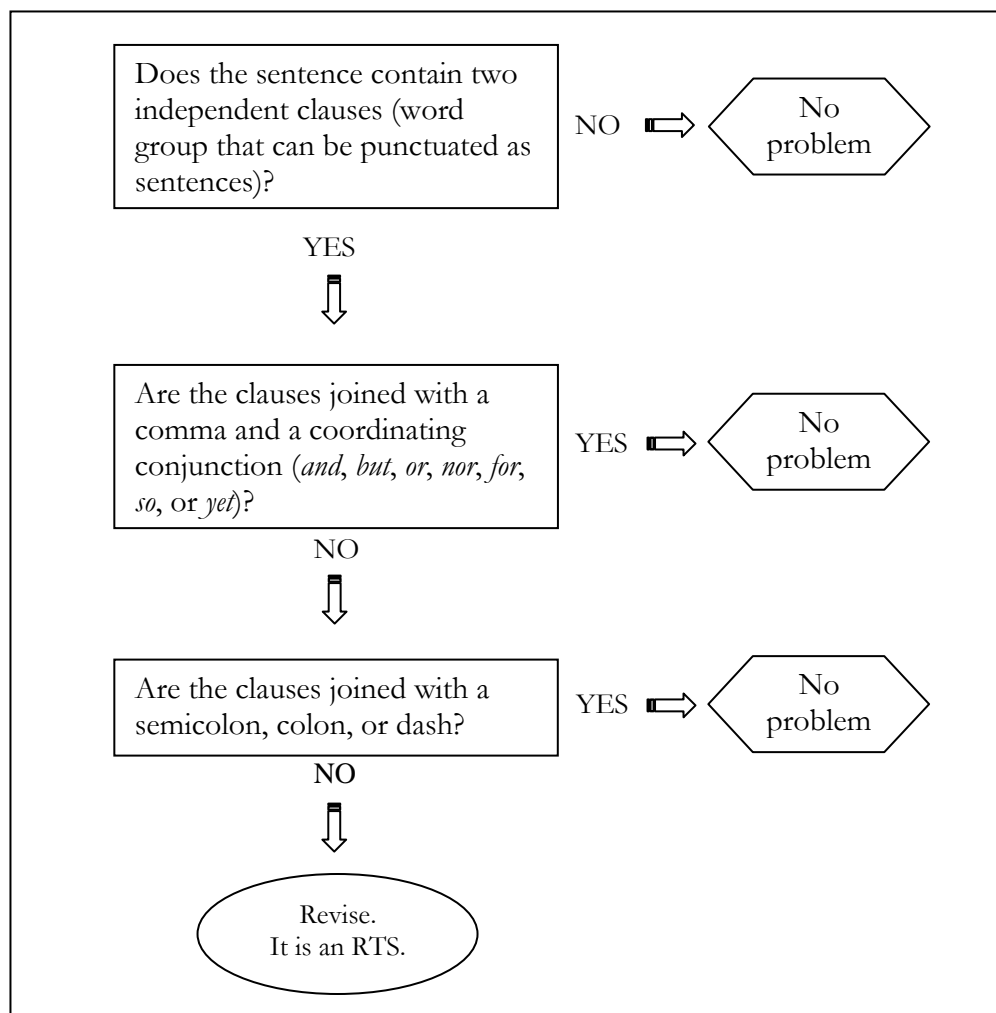 Does the sentence contain two
independent clauses (word
group that can be punctuated as
sentences)?
NO
No
problem
YES
Are the clauses joined with a
comma and a coordinating
conjunction (and, but, or, nor, for,
so, or yet)?
YES
No
problem
NO
Are the clauses joined with a
semicolon, colon, or dash?
YES
No
problem
NO
Revise.
It is an RTS.